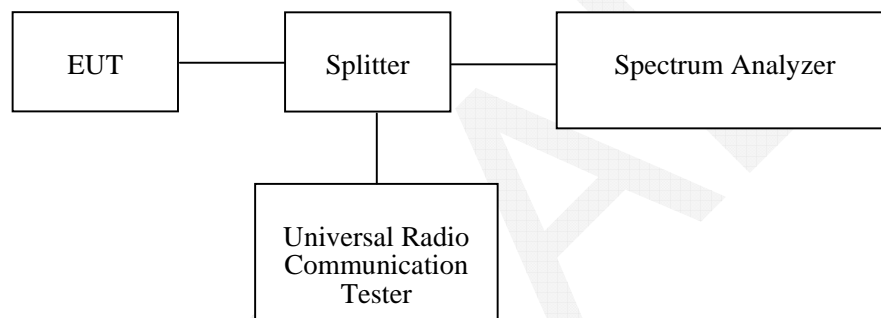 EUT
Splitter
Spectrum Analyzer
Universal Radio
Communication
Tester